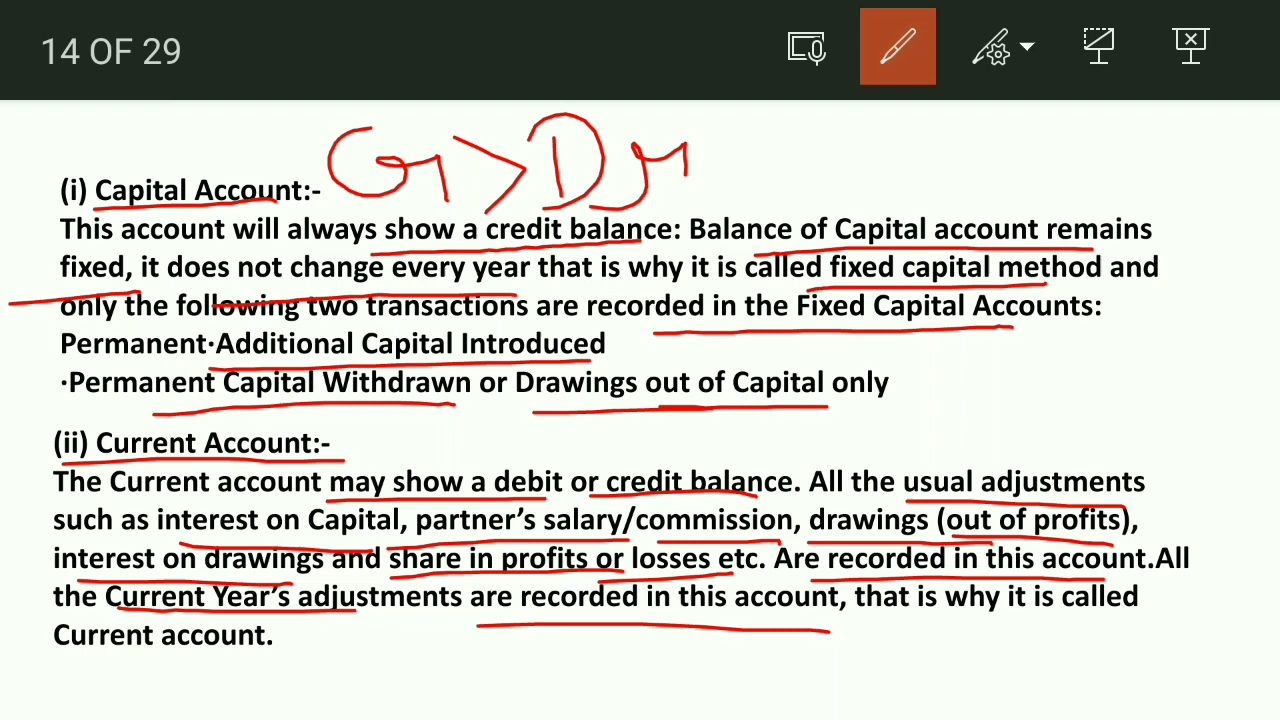 14 OF 29
Cr > Dr
(i) Capital Account:-
This account will always show a credit balance: Balance of Capital account remains
fixed, it does not change every year that is why it is called fixed capital method and
only the following two transactions are recorded in the Fixed Capital Accounts:
Permanent·Additional Capital Introduced
·Permanent Capital Withdrawn or Drawings out of Capital only
(ii) Current Account:-
The Current account may show a debit or credit balance. All the usual adjustments
such as interest on Capital, partner’s salary/commission, drawings (out of profits),
interest on drawings and share in profits or losses etc. Are recorded in this account.All
the Current Year’s adjustments are recorded in this account, that is why it is called
Current account.